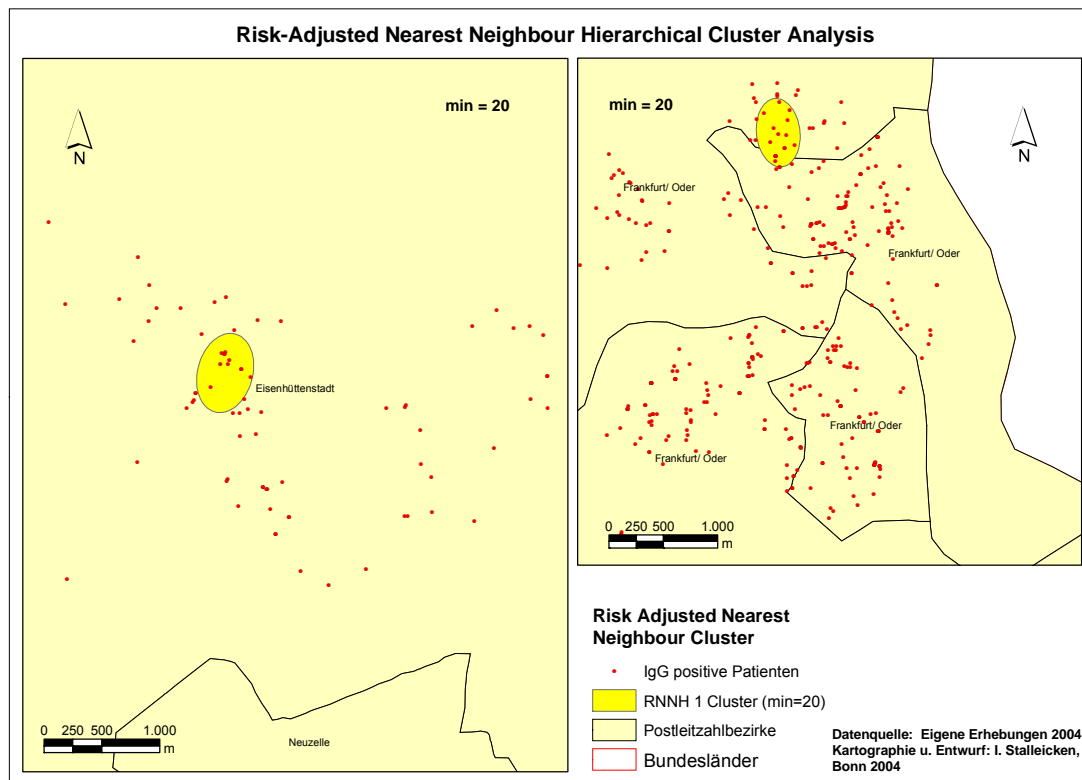 Risk-Adjusted Nearest Neighbour Hierarchical Cluster Analysis
min = 20
N
Eisenhüttenstadt
0 250 500 1.000
m
Neuzelle
min = 20
N
Frankfurt/ Oder
Frankfurt/ Oder
Frankfurt/ Oder
Frankfurt/ Oder
0 250 500 1.000
m
Risk Adjusted Nearest
Neighbour Cluster
IgG positive Patienten
RNNH 1 Cluster (min=20)
Postleitzahlbezirke
Bundesländer
Datenquelle: Eigene Erhebungen 2004
Kartographie u. Entwurf: I. Stalleicken,
Bonn 2004